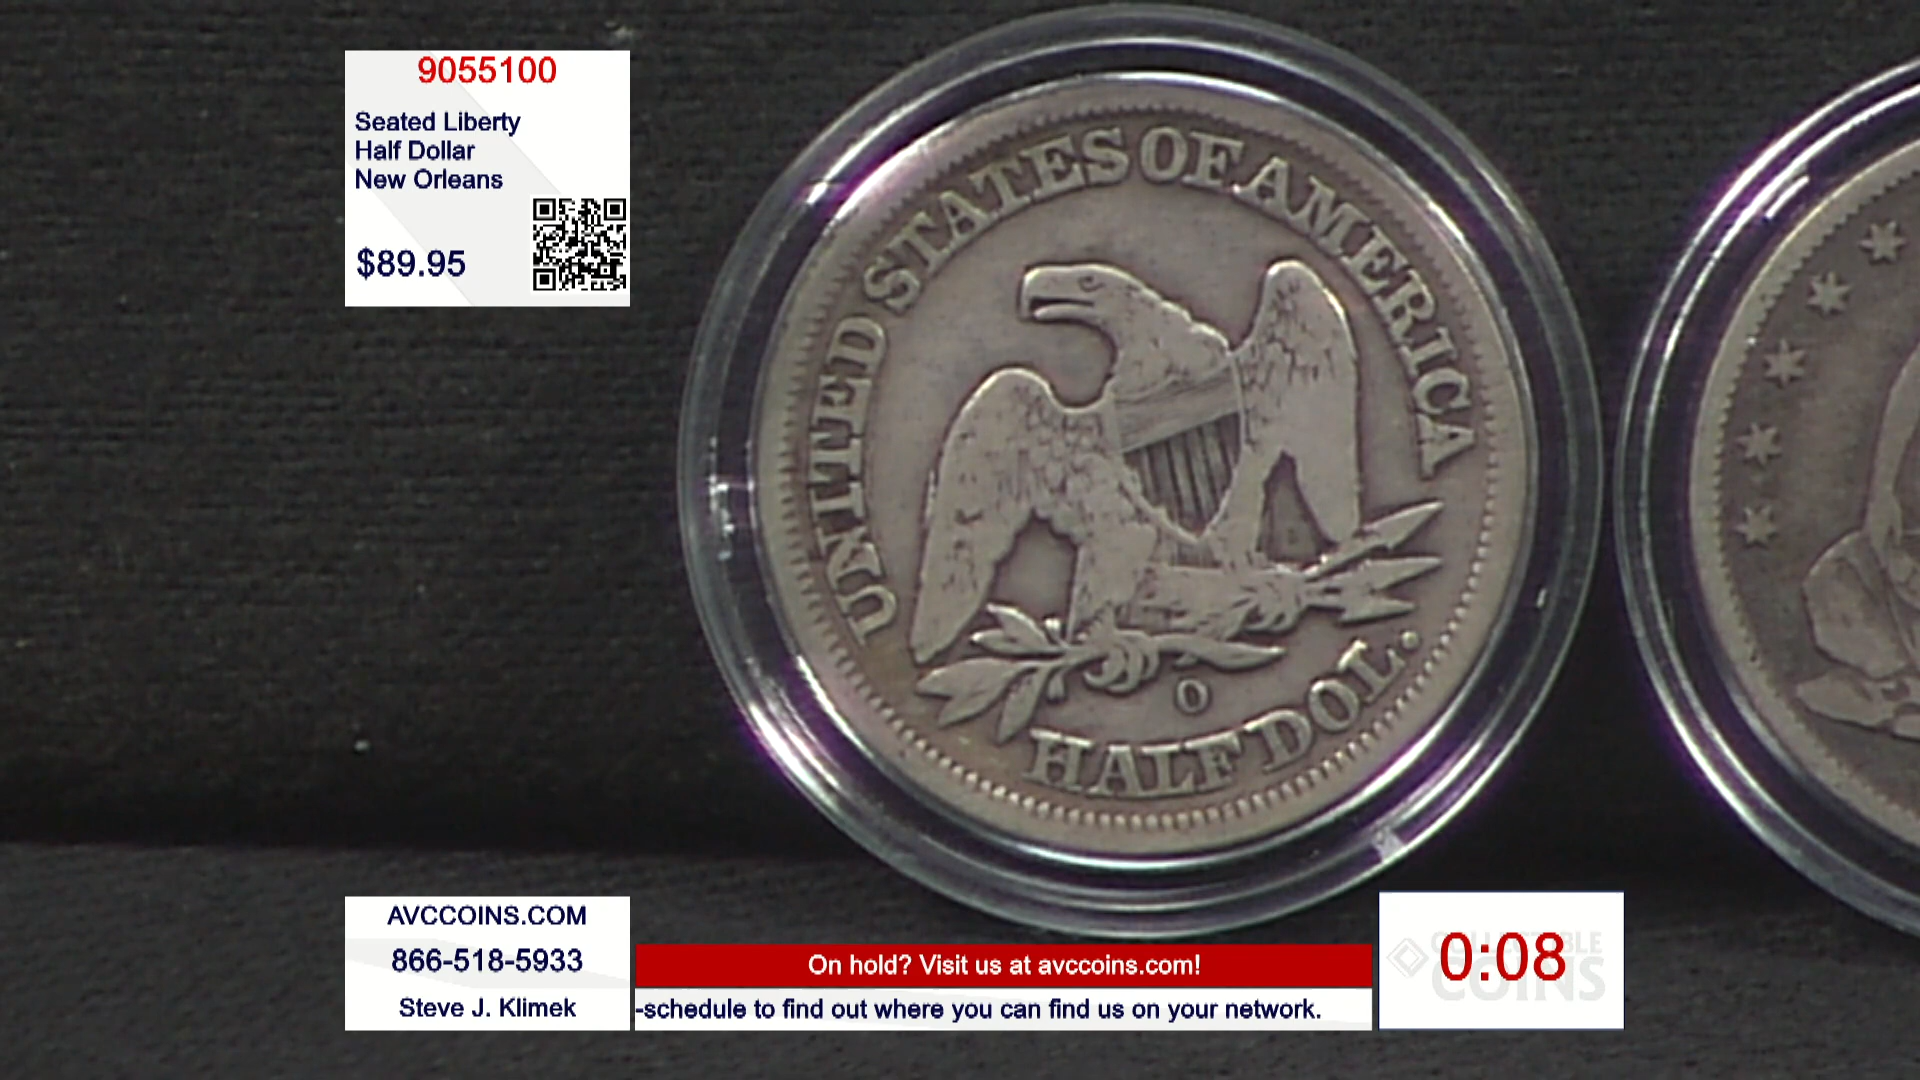 9055100
Seated Liberty
Half Dollar
New Orleans
$89.95
UNITED STATES OF AMERICA
O
HALF DOL.
AVCCOINS.COM
866-518-5933
Steve J. Klimek
On hold? Visit us at avccoins.com!
-schedule to find out where you can find us on your network.
0:08
COINS